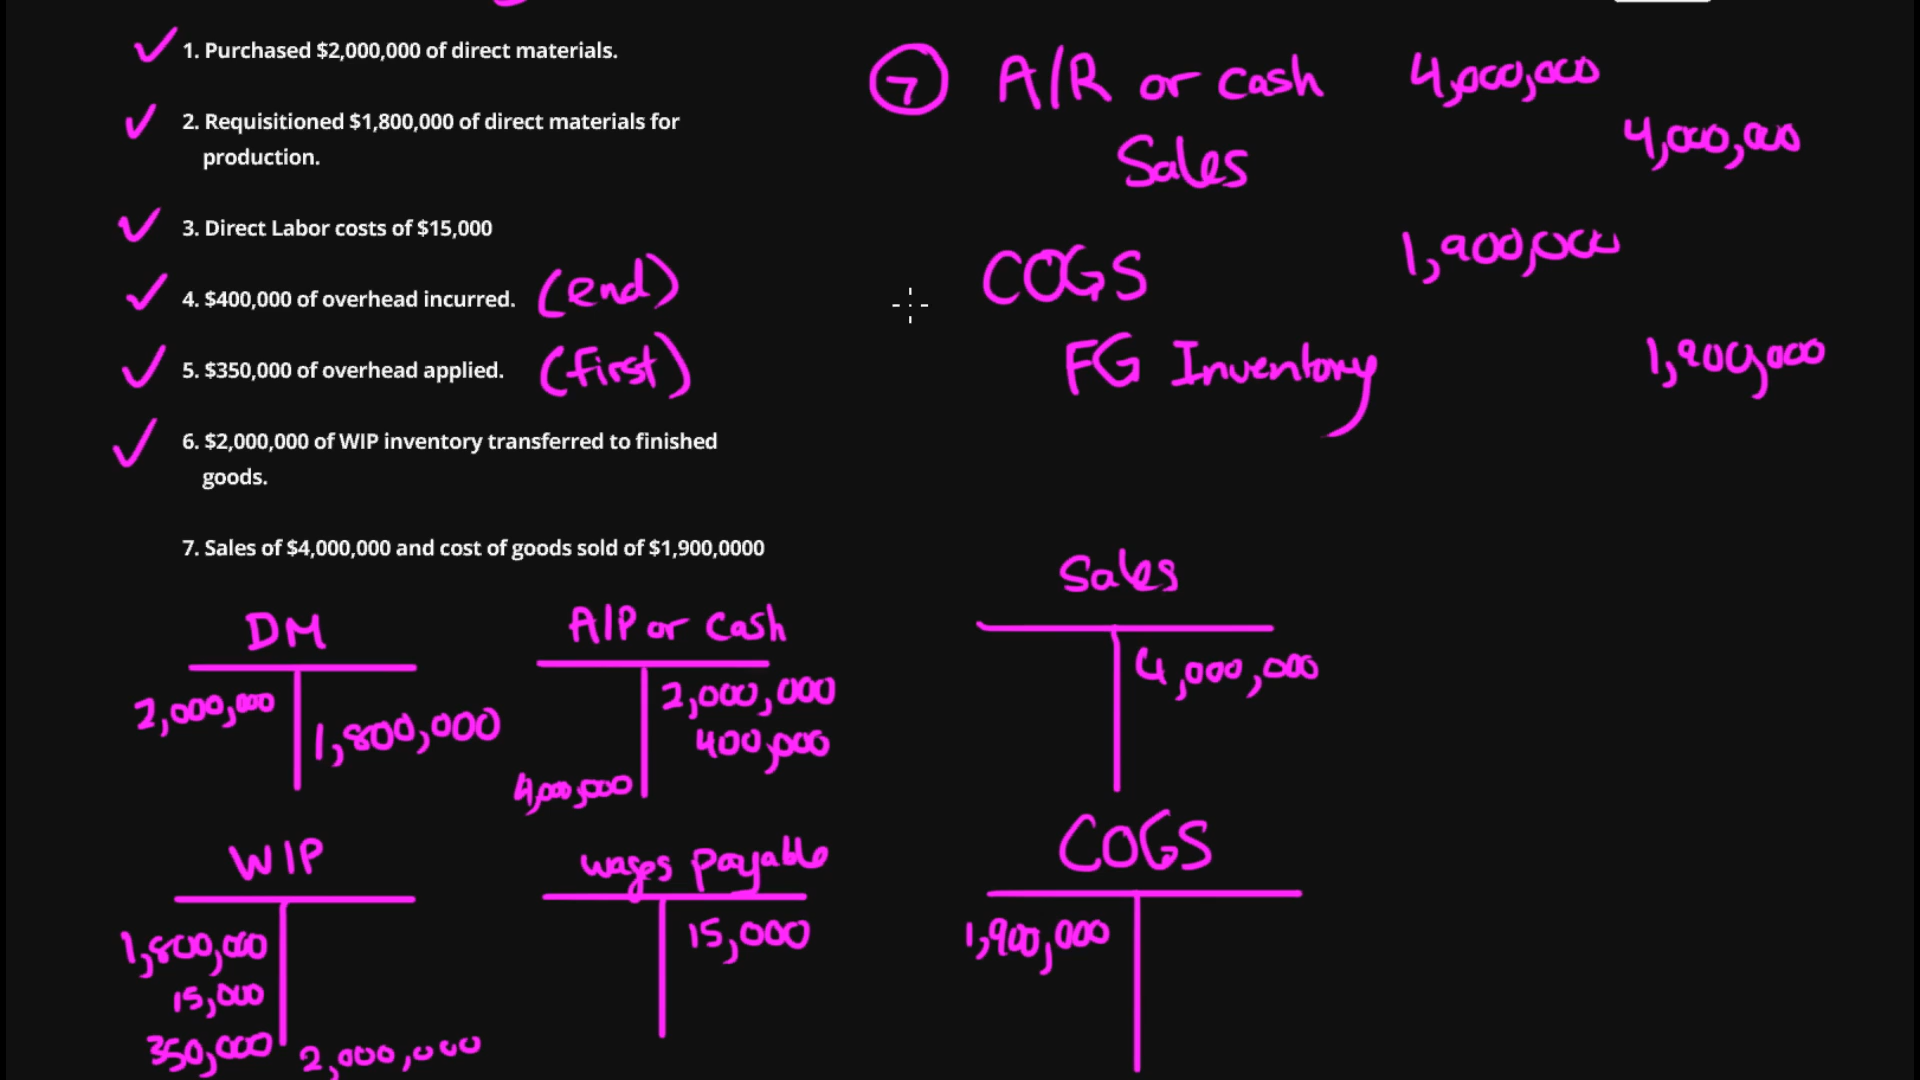 1. Purchased $2,000,000 of direct materials.
2. Requisitioned $1,800,000 of direct materials for
production.
3. Direct Labor costs of $15,000
4. $400,000 of overhead incurred. (end)
5. $350,000 of overhead applied. (first)
6. $2,000,000 of WIP inventory transferred to finished
goods.
7. Sales of $4,000,000 and cost of goods sold of $1,900,0000
7 A/R or cash 4,000,000
Sales 4,000,000
COGS 1,900,000
FG Inventory 1,900,000
DM
2,000,000
1,800,000
A/P or Cash
2,000,000
400,000
4,000,000
Sales
4,000,000
WIP
1,800,000
15,000
350,000 2,000,000
wages payable
15,000
COGS
1,900,000